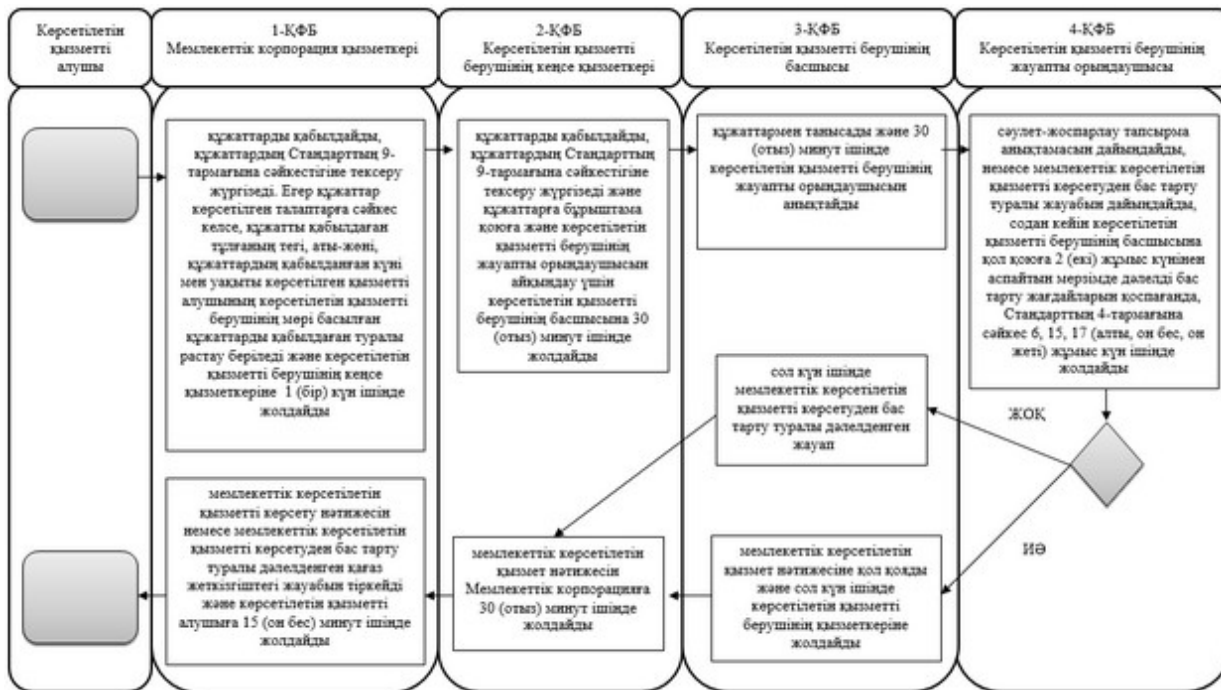 Көрсетілетін
қызметті
алушы
1-ҚФБ
Мемлекеттік корпорация қызметкері
2-ҚФБ
Көрсетілетін қызметті
берушінің кеңсе қызметкері
3-ҚФБ
Көрсетілетін қызметті берушінің
басшысы
4-ҚФБ
Көрсетілетін қызметті берушінің
жауапты орындаушысы
құжаттарды қабылдайды,
құжаттардың Стандарттың 9-
тармағына сәйкестігіне тексеру
жүргізеді. Егер құжаттар
көрсетілген талаптарға сәйкес
келсе, құжатты қабылдаған
тұлғаның тегі, аты-жөні,
құжаттардың қабылданған күні
мен уақыты көрсетілген қызметті
алушының көрсетілетін қызметті
берушінің мөрі басылған
құжаттарды қабылдаған туралы
растау беріледі және көрсетілетін
қызметті берушінің кеңсе
қызметкеріне 1 (бір) күн ішінде
жолдайды
құжаттарды қабылдайды,
құжаттардың Стандарттың
9-тармағына сәйкестігіне
тексеру жүргізеді және
құжаттарға бұрыштама
қоюға және көрсетілетін
қызметті берушінің
жауапты орындаушысын
айқындау үшін
көрсетілетін қызметті
берушінің басшысына 30
(отыз) минут ішінде
жолдайды
құжаттармен танысады және 30
(отыз) минут ішінде
көрсетілетін қызметті берушінің
жауапты орындаушысын
анықтайды
сәулет-жоспарлау тапсырма
анықтамасын дайындайды,
немесе мемлекеттік көрсетілетін
қызметті көрсетуден бас тарту
туралы жауабын дайындайды,
содан кейін көрсетілетін
қызметті берушінің басшысына
қол қоюға 2 (екі) жұмыс күнінен
аспайтын мерзімде дәлелді бас
тарту жағдайларын қоспағанда,
Стандарттың 4-тармағына
сәйкес 6, 15, 17 (алты, он бес, он
жеті) жұмыс күн ішінде
жолдайды
сол күн ішінде
мемлекеттік көрсетілетін
қызметті көрсетуден бас
тарту туралы дәлелденген
жауап
ЖОҚ
мемлекеттік көрсетілетін
қызметті көрсету нәтижесін
немесе мемлекеттік көрсетілетін
қызметті көрсетуден бас тарту
туралы дәлелденген қағаз
жеткізгіштегі жауабын тіркейді
және көрсетілетін қызметті
алушыға 15 (он бес) минут ішінде
жолдайды
мемлекеттік көрсетілетін
қызмет нәтижесін
Мемлекеттік корпорацияға
30 (отыз) минут ішінде
жолдайды
мемлекеттік көрсетілетін
қызмет нәтижесіне қол қояды
және сол күн ішінде
көрсетілетін қызметті
берушінің қызметкеріне
жолдайды
ИӘ